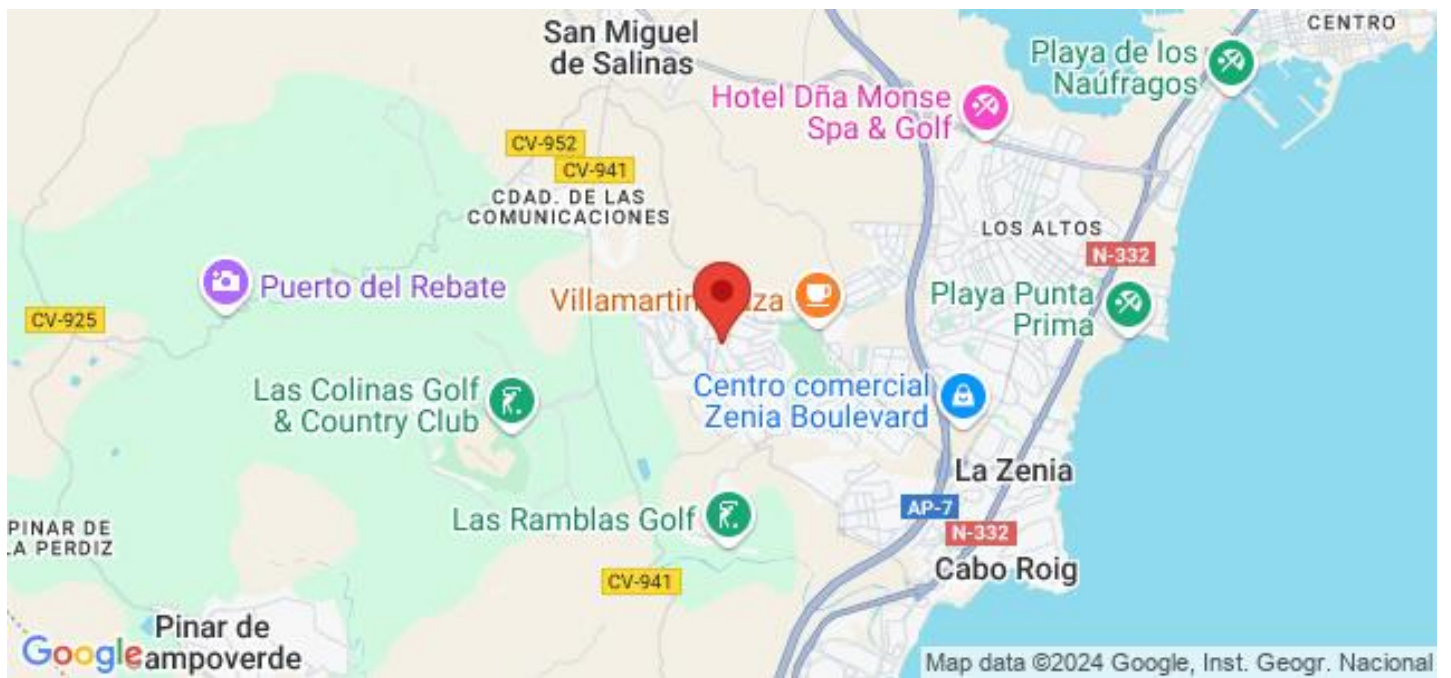 CENTRO
San Miguel
de Salinas
Playa de los
Naúfragos
Hotel Dña Monse
Spa & Golf
CV-952
CV-941
CDAD. DE LAS
COMUNICACIONES
LOS ALTOS
N-332
Puerto del Rebate
Villamartin
aza
Playa Punta
Prima
CV-925
Las Colinas Golf
& Country Club
Centro comercial
Zenia Boulevard
La Zenia
AP-7
Las Ramblas Golf
N-332
PINAR DE
LA PERDIZ
Cabo Roig
CV-941
Pinar de
ampoverde
Google
Map data ©2024 Google, Inst. Geogr. Nacional